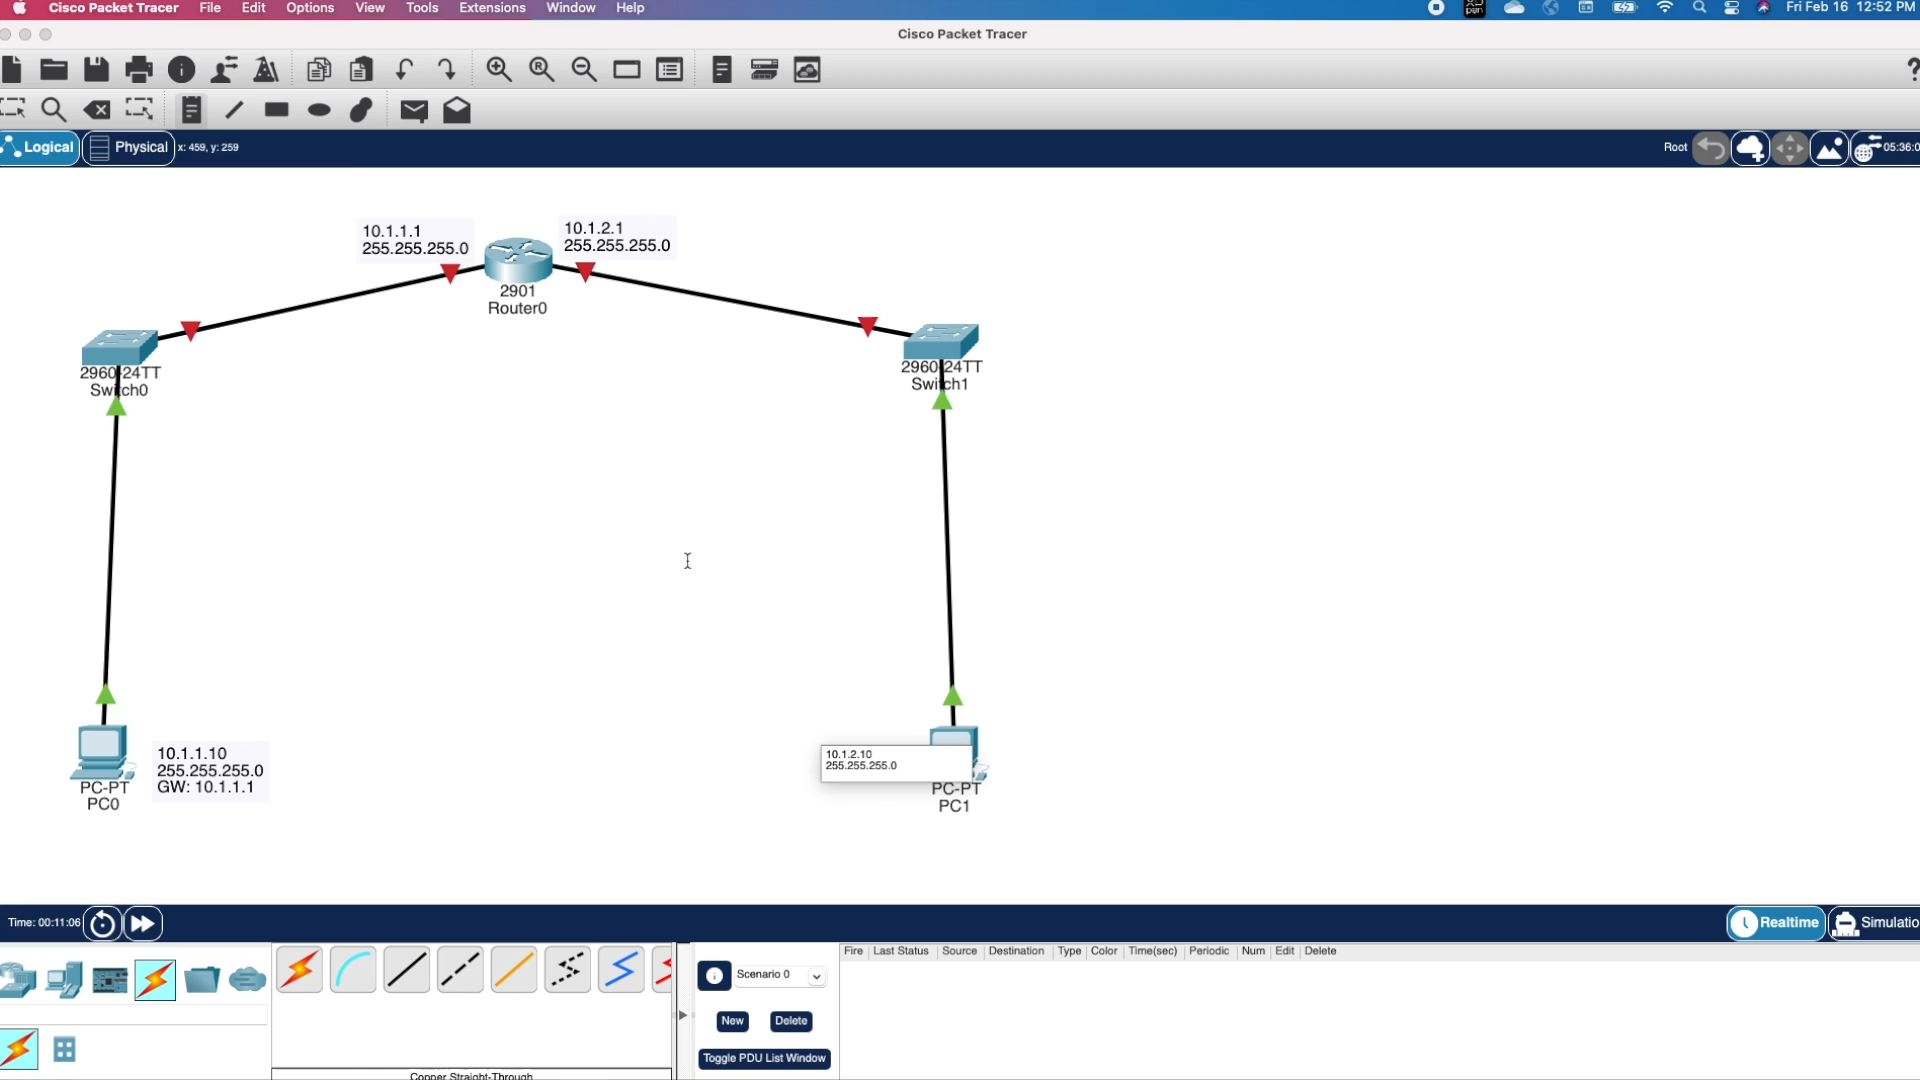 Cisco Packet Tracer File Edit Options View Tools Extensions Window Help Fri Feb 16 12:52 PM
Cisco Packet Tracer
Logical Physical x: 459, y: 259 Root 05:36:0
10.1.1.1
255.255.255.0
10.1.2.1
255.255.255.0
2901
Router0
2960-24TT
Switch0
2960-24TT
Switch1
10.1.1.10
255.255.255.0
GW: 10.1.1.1
PC-PT
PC0
10.1.2.10
255.255.255.0
PC-PT
PC1
Time: 00:11:06 Realtime Simulatio
Fire Last Status Source Destination Type Color Time(sec) Periodic Num Edit Delete
Scenario 0
New Delete
Toggle PDU List Window
Copper Straight-Through